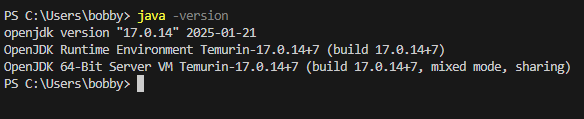 PS C:\Users\bobby> java -version
openjdk version "17.0.14" 2025-01-21
OpenJDK Runtime Environment Temurin-17.0.14+7 (build 17.0.14+7)
OpenJDK 64-Bit Server VM Temurin-17.0.14+7 (build 17.0.14+7, mixed mode, sharing)
PS C:\Users\bobby>